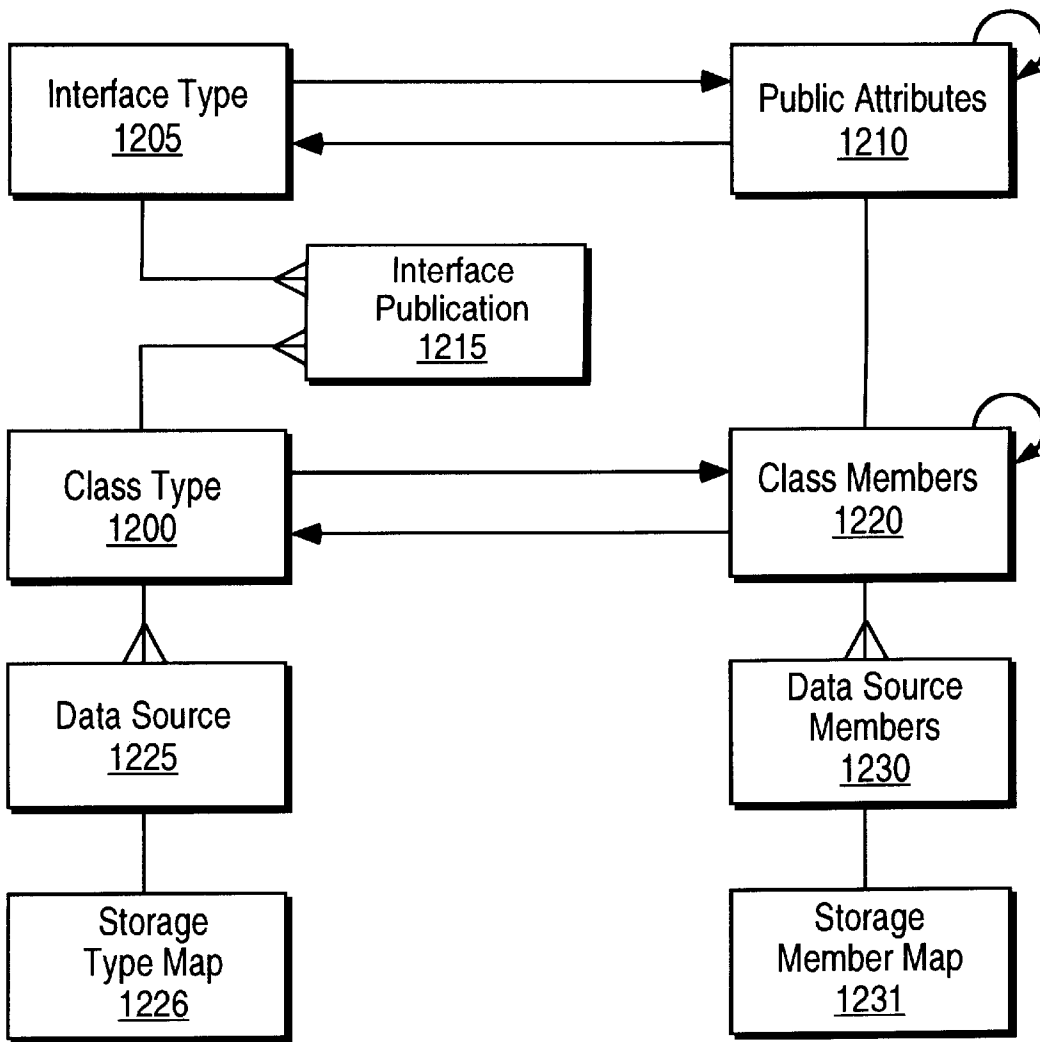 Interface Type
1205
Public Attributes
1210
Interface
Publication
1215
Class Type
1200
Class Members
1220
Data Source
1225
Data Source
Members
1230
Storage
Type Map
1226
Storage
Member Map
1231